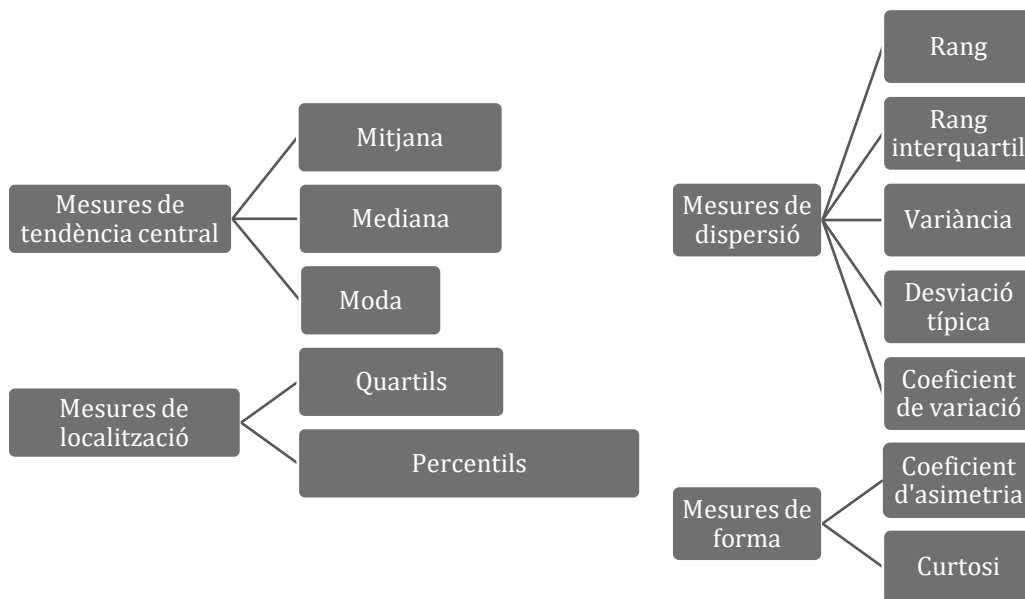 Mesures de
tendència central
Mitjana
Mediana
Moda
Mesures de
localització
Quartils
Percentils
Mesures de
dispersió
Rang
Rang
interquartil
Variància
Desviació
típica
Coeficient
de variació
Mesures de
forma
Coeficient
d'asimetria
Curtosi